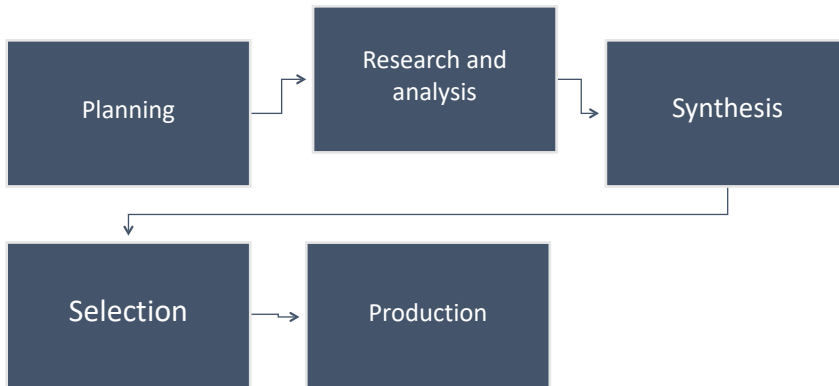 Planning
Research and
analysis
Synthesis
Selection
Production